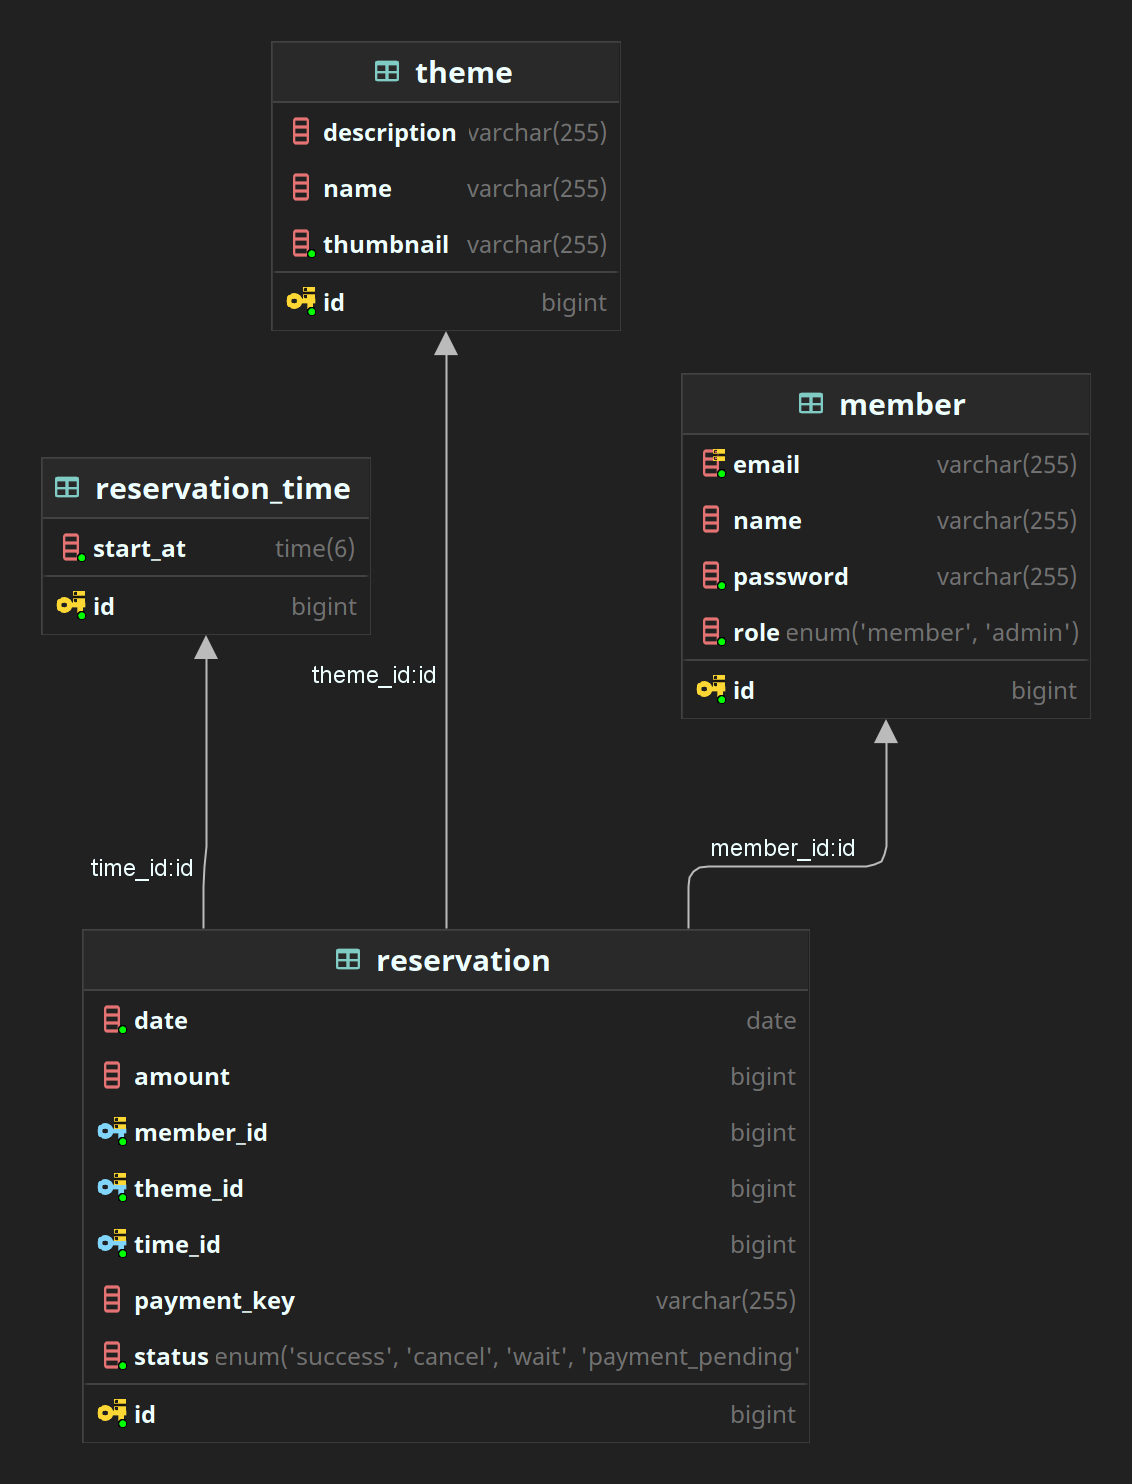 theme
description varchar(255)
name varchar(255)
thumbnail varchar(255)
id bigint
member
email varchar(255)
name varchar(255)
password varchar(255)
role enum('member', 'admin')
id bigint
reservation_time
start_at time(6)
id bigint
theme_id:id
member_id:id
time_id:id
reservation
date date
amount bigint
member_id bigint
theme_id bigint
time_id bigint
payment_key varchar(255)
status enum('success', 'cancel', 'wait', 'payment_pending'
id bigint